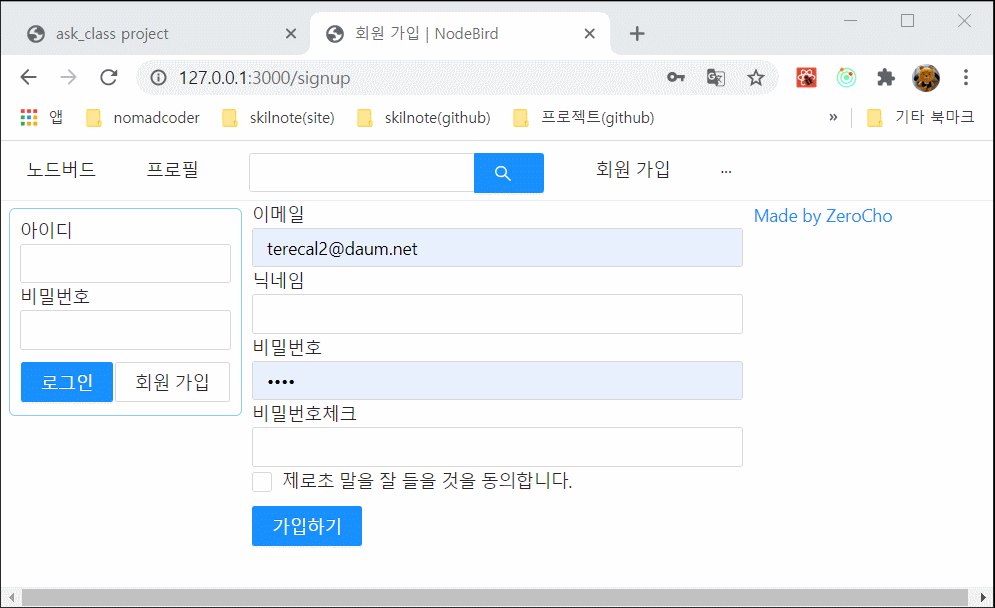 ask_class project
회원 가입 | NodeBird
127.0.0.1:3000/signup
앱 nomadcoder skilnote(site) skilnote(github) 프로젝트(github) » 기타 북마크
노드버드 프로필 회원 가입 ...
아이디
비밀번호
로그인 회원 가입
이메일
terecal2@daum.net
닉네임
비밀번호
••••
비밀번호체크
제로초 말을 잘 들을 것을 동의합니다.
가입하기
Made by ZeroCho